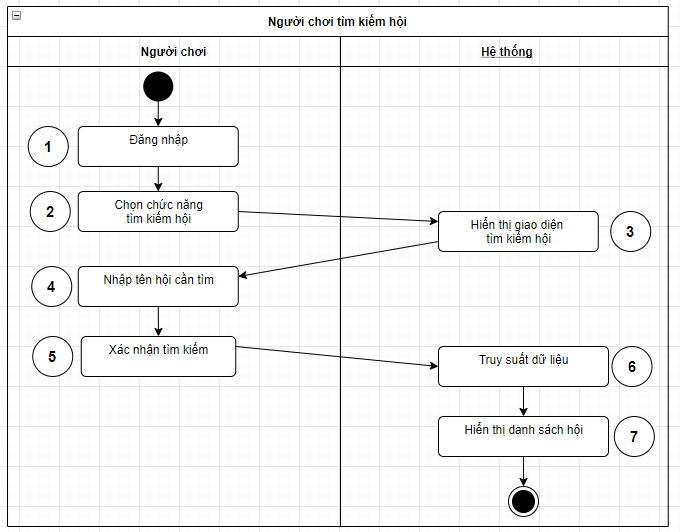 Người chơi tìm kiếm hội
Người chơi
Hệ thống
1
Đăng nhập
2
Chọn chức năng
tìm kiếm hội
Hiển thị giao diện
tìm kiếm hội
3
4
Nhập tên hội cần tìm
5
Xác nhận tìm kiếm
Truy suất dữ liệu
6
Hiển thị danh sách hội
7